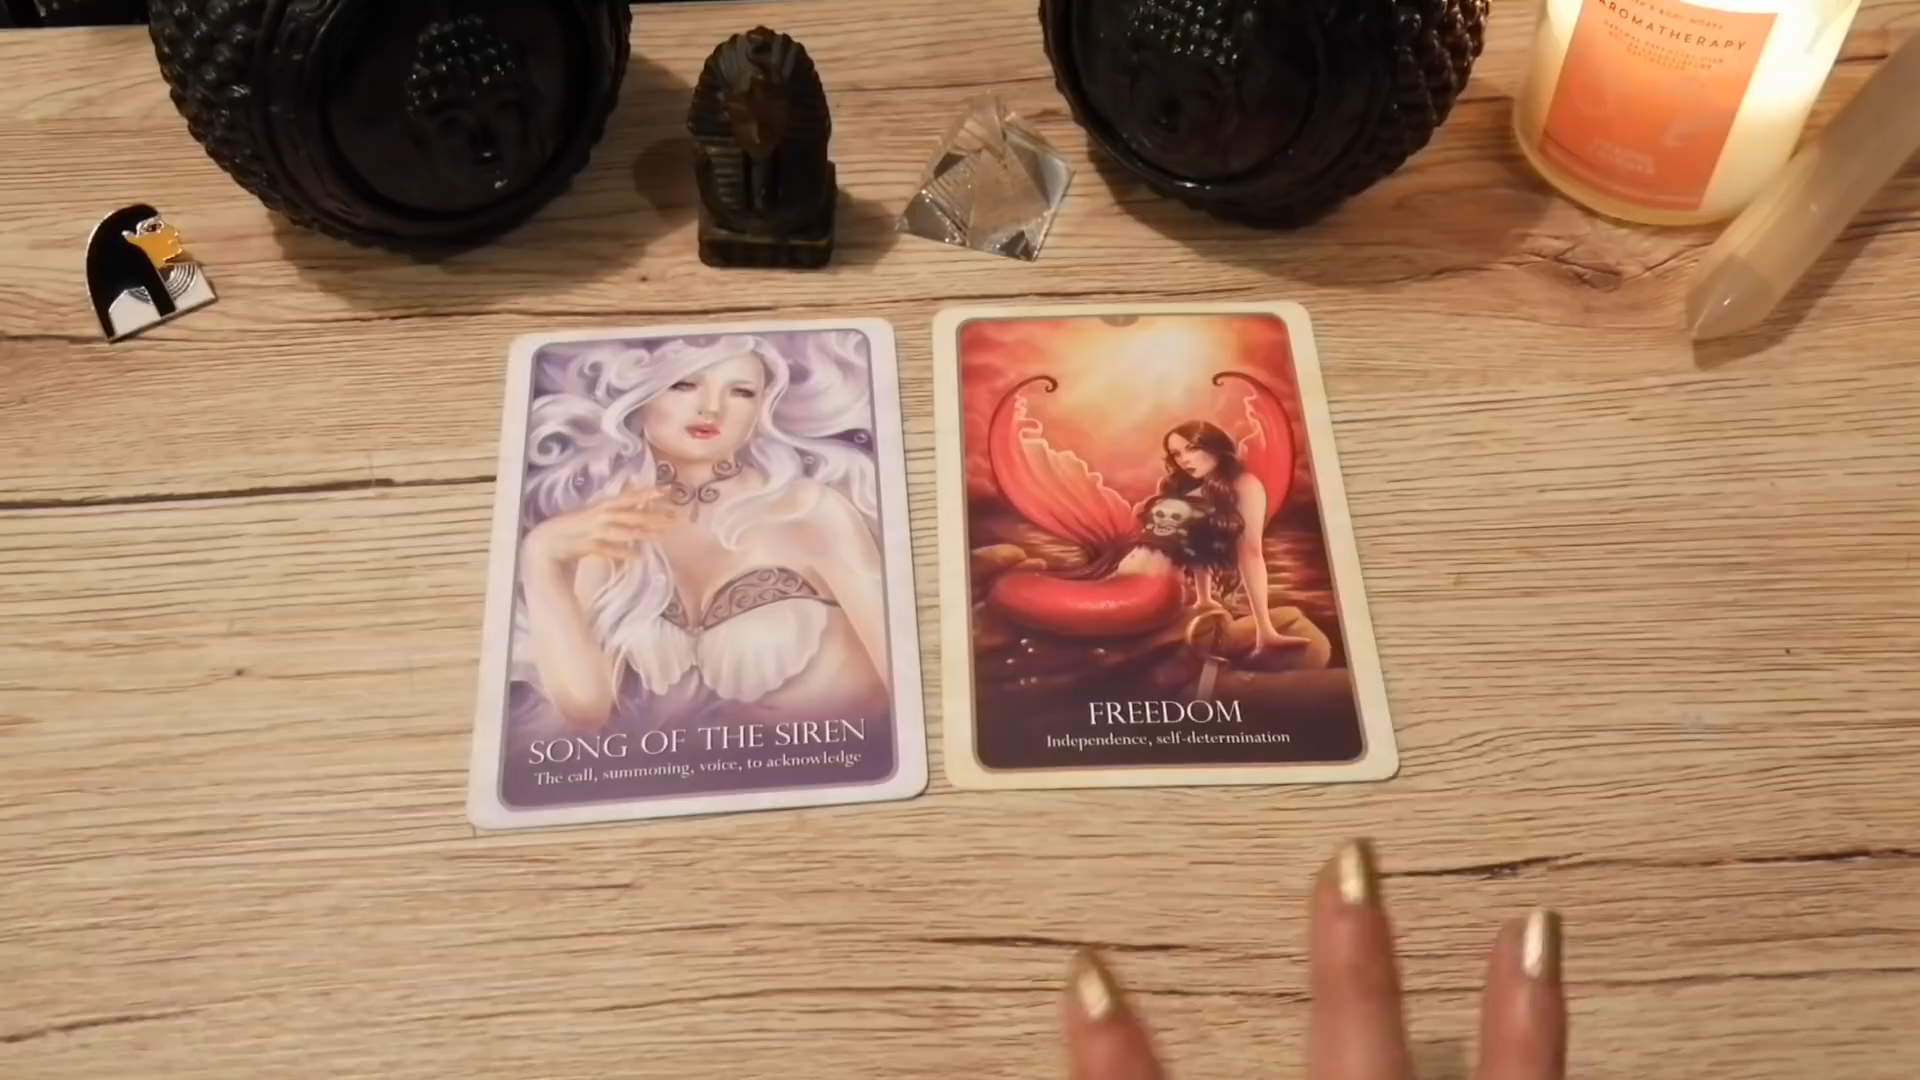 AROMATHERAPY
SONG OF THE SIREN
The call, summoning, voice, to acknowledge
FREEDOM
Independence, self-determination